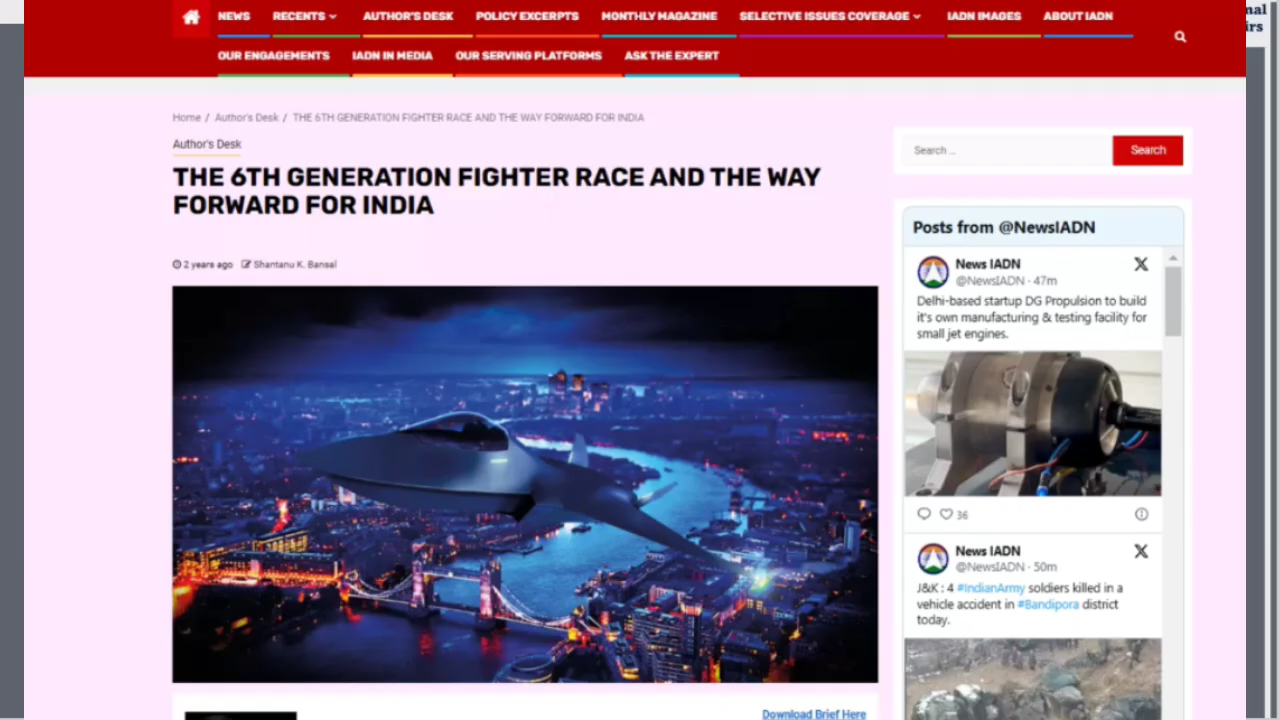 NEWS RECENTS AUTHOR'S DESK POLICY EXCERPTS MONTHLY MAGAZINE SELECTIVE ISSUES COVERAGE IADN IMAGES ABOUT IADN
OUR ENGAGEMENTS IADN IN MEDIA OUR SERVING PLATFORMS ASK THE EXPERT
Home / Author's Desk / THE 6TH GENERATION FIGHTER RACE AND THE WAY FORWARD FOR INDIA
Author's Desk
THE 6TH GENERATION FIGHTER RACE AND THE WAY
FORWARD FOR INDIA
2 years ago Shantanu K. Bansal
Download Brief Here
Search ...
Search
Posts from @NewsIADN
News IADN
@NewsIADN · 47m
Delhi-based startup DG Propulsion to build
it's own manufacturing & testing facility for
small jet engines.
36
News IADN
@NewsIADN · 50m
J&K : 4 #IndianArmy soldiers killed in a
vehicle accident in #Bandipora district
today.